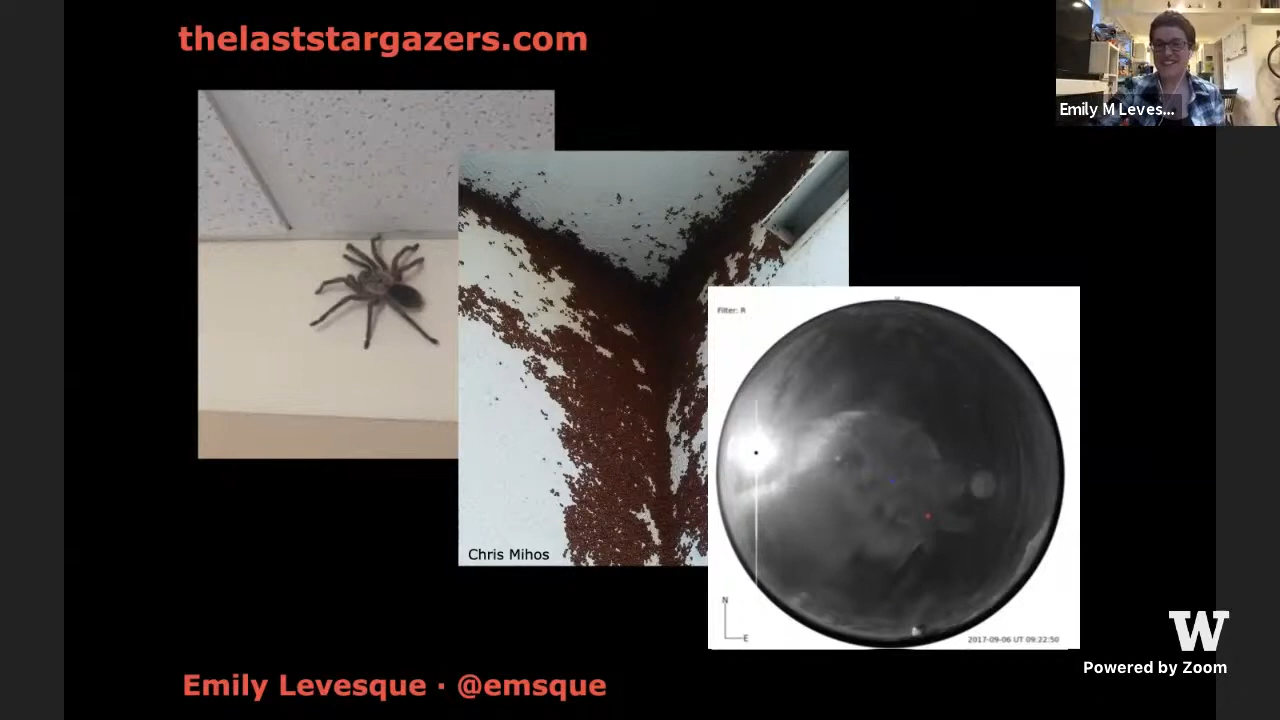 thelaststargazers.com
Emily M Leves...
Filter: R
Chris Mihos
N
E
2017-09-06 UT 09:22:50
W
Powered by Zoom
Emily Levesque · @emsque